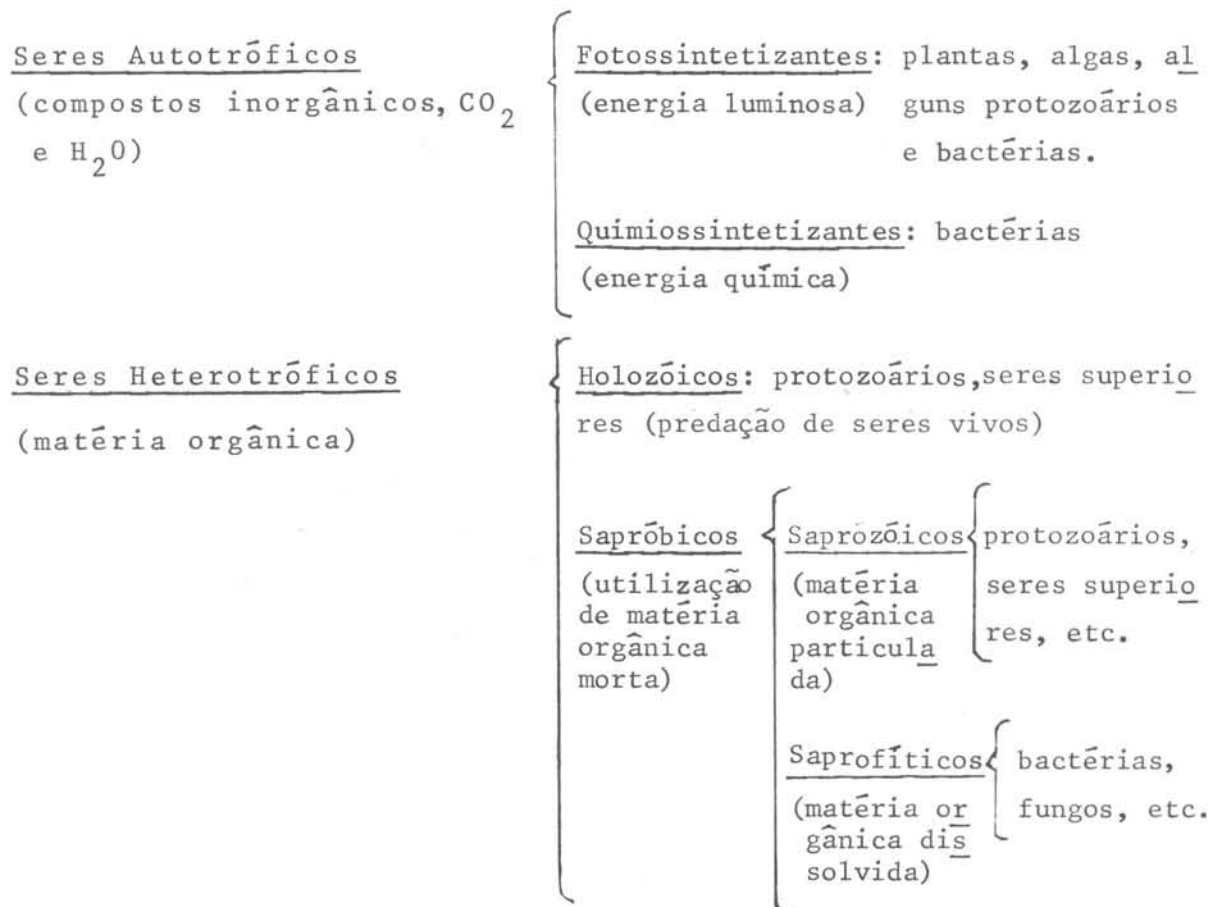 Seres Autotróficos
(compostos inorgânicos, CO2
e H2O)
Fotossintetizantes: plantas, algas, al
(energia luminosa) guns protozoários
e bactérias.
Quimiossintetizantes: bactérias
(energia química)
Seres Heterotróficos
(matéria orgânica)
Holozóicos: protozoários,seres superio
res (predação de seres vivos)
Sapróbicos
(utilização
de matéria
orgânica
morta)
Saprozóicos
(matéria
orgânica
particula
da)
protozoários,
seres superio
res, etc.
Saprofíticos
(matéria or
gânica dis
solvida)
bactérias,
fungos, etc.